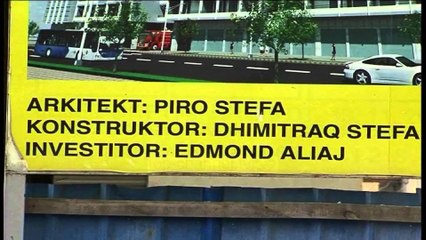 ARKITEKT: PIRO STEFA
KONSTRUKTOR: DHIMITRAQ STEFA
INVESTITOR: EDMOND ALIAJ